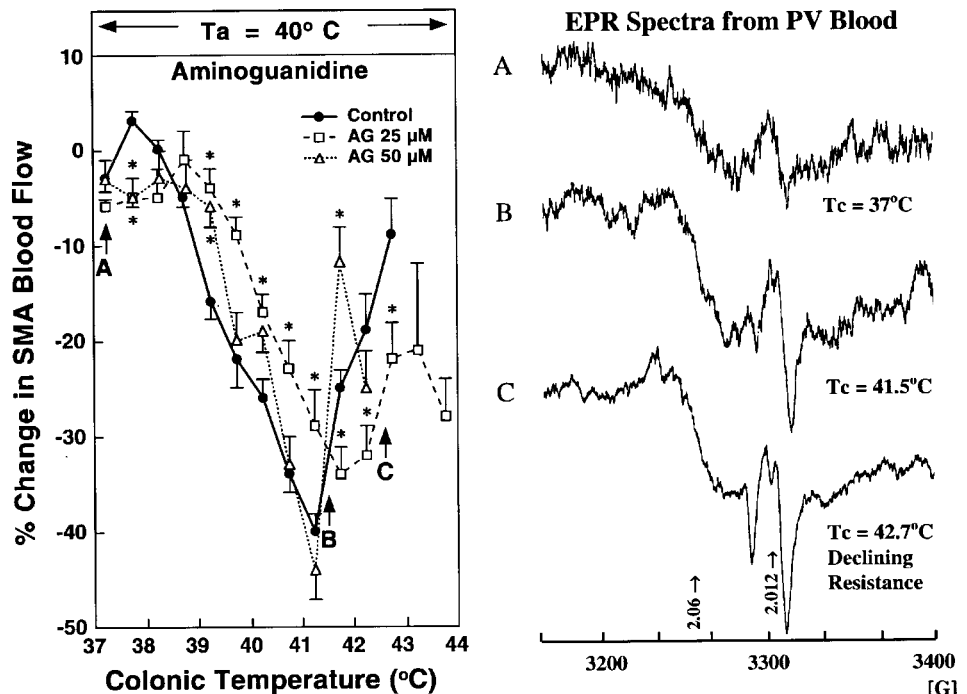 Ta = 40° C
Aminoguanidine
Control
AG 25 µM
AG 50 µM
% Change in SMA Blood Flow
10
0
-10
-20
-30
-40
-50
*
*
*
*
*
*
*
*
*
*
*
*
A
B
C
37 38 39 40 41 42 43 44
Colonic Temperature (°C)
EPR Spectra from PV Blood
A
Tc = 37°C
B
Tc = 41.5°C
C
Tc = 42.7°C
Declining
Resistance
2.06 →
2.012 →
3200 3300 3400
[G]